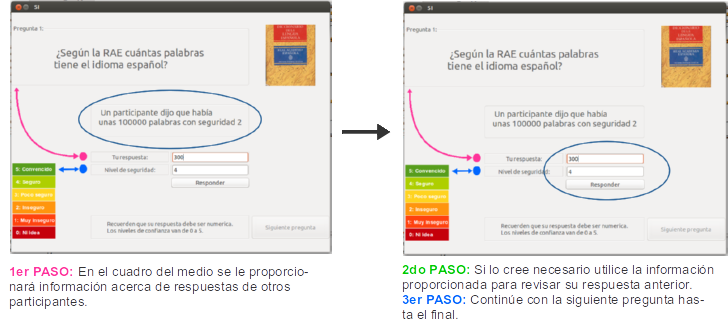 SI
Pregunta 1:
¿Según la RAE cuántas palabras
tiene el idioma español?
Un participante dijo que había
unas 100000 palabras con seguridad 2
Tu respuesta:
300
Nivel de seguridad:
4
Responder
5: Convencido
4: Seguro
3: Poco seguro
2: Inseguro
1: Muy inseguro
0: Ni idea
Recuerden que su respuesta debe ser numerica.
Los niveles de confianza van de 0 a 5.
Siguiente pregunta
1er PASO: En el cuadro del medio se le proporcio-
nará información acerca de respuestas de otros
participantes.
SI
Pregunta 1:
¿Según la RAE cuántas palabras
tiene el idioma español?
Un participante dijo que había
unas 100000 palabras con seguridad 2
Tu respuesta:
300
Nivel de seguridad:
4
Responder
5: Convencido
4: Seguro
3: Poco seguro
2: Inseguro
1: Muy inseguro
0: Ni idea
Recuerden que su respuesta debe ser numerica.
Los niveles de confianza van de 0 a 5.
Siguiente pregunta
2do PASO: Si lo cree necesario utilice la información
proporcionada para revisar su respuesta anterior.
3er PASO: Continúe con la siguiente pregunta has-
ta el final.